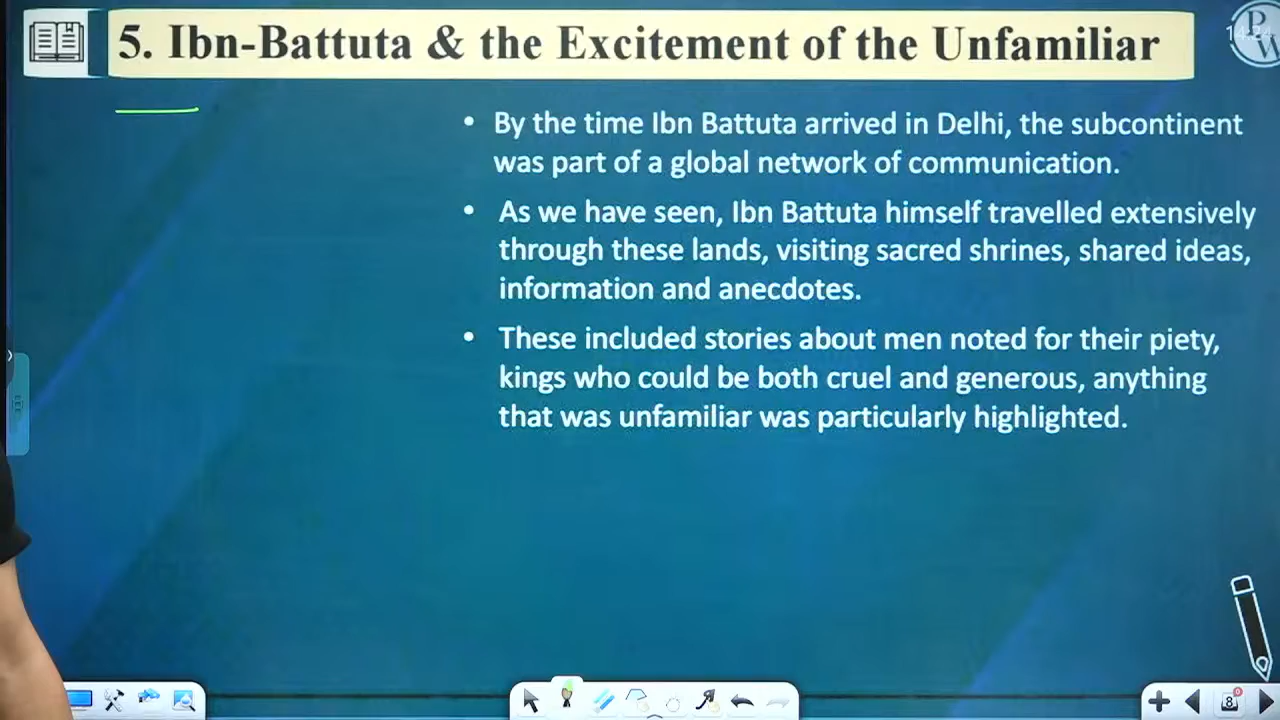 5. Ibn-Battuta & the Excitement of the Unfamiliar
• By the time Ibn Battuta arrived in Delhi, the subcontinent
was part of a global network of communication.
• As we have seen, Ibn Battuta himself travelled extensively
through these lands, visiting sacred shrines, shared ideas,
information and anecdotes.
• These included stories about men noted for their piety,
kings who could be both cruel and generous, anything
that was unfamiliar was particularly highlighted.
P
W
8
0